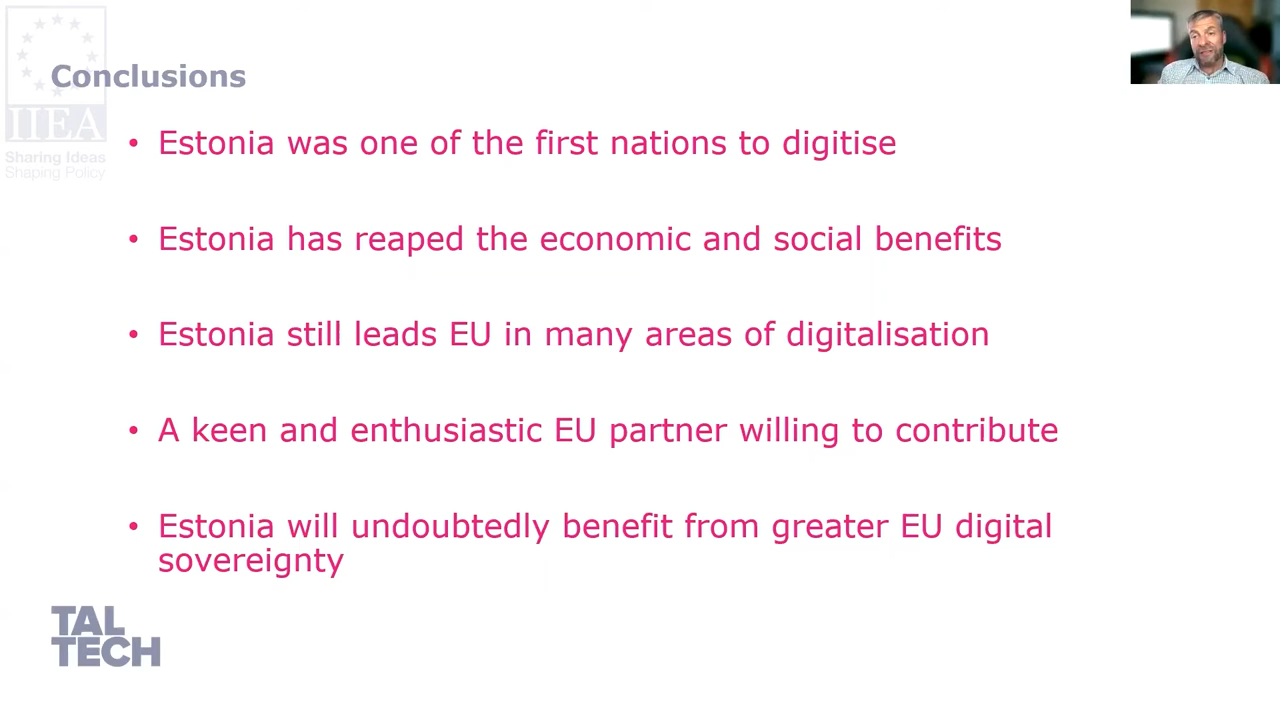 Conclusions
IIEA
Sharing Ideas
Shaping Policy
• Estonia was one of the first nations to digitise
• Estonia has reaped the economic and social benefits
• Estonia still leads EU in many areas of digitalisation
• A keen and enthusiastic EU partner willing to contribute
• Estonia will undoubtedly benefit from greater EU digital
sovereignty
TAL
TECH